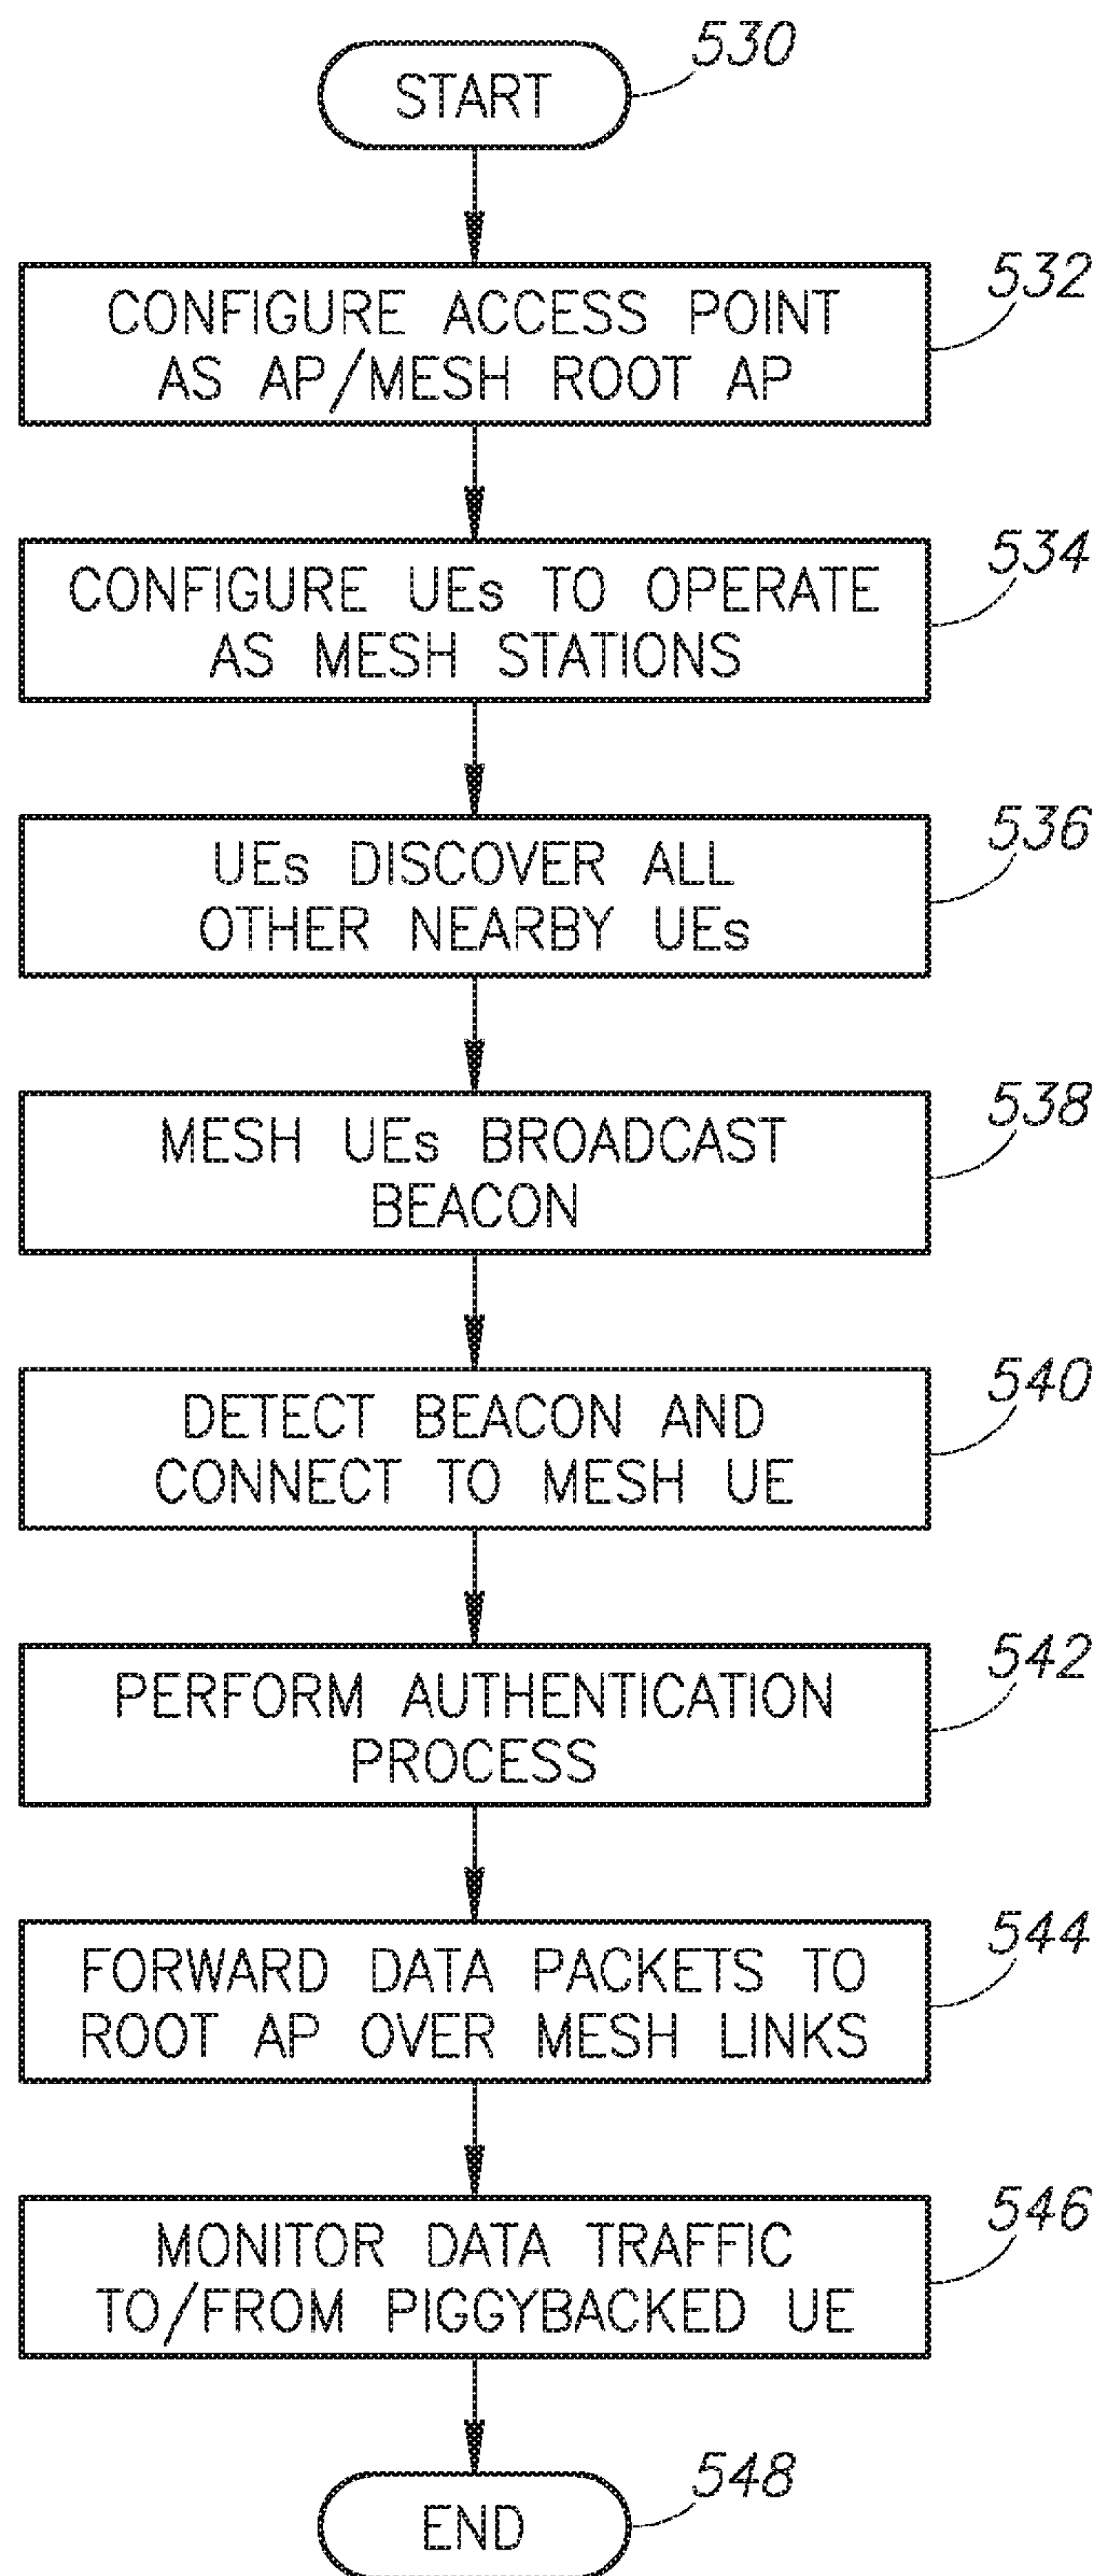 START
530
CONFIGURE ACCESS POINT
AS AP/MESH ROOT AP
532
CONFIGURE UEs TO OPERATE
AS MESH STATIONS
534
UEs DISCOVER ALL
OTHER NEARBY UEs
536
MESH UEs BROADCAST
BEACON
538
DETECT BEACON AND
CONNECT TO MESH UE
540
PERFORM AUTHENTICATION
PROCESS
542
FORWARD DATA PACKETS TO
ROOT AP OVER MESH LINKS
544
MONITOR DATA TRAFFIC
TO/FROM PIGGYBACKED UE
546
END
548